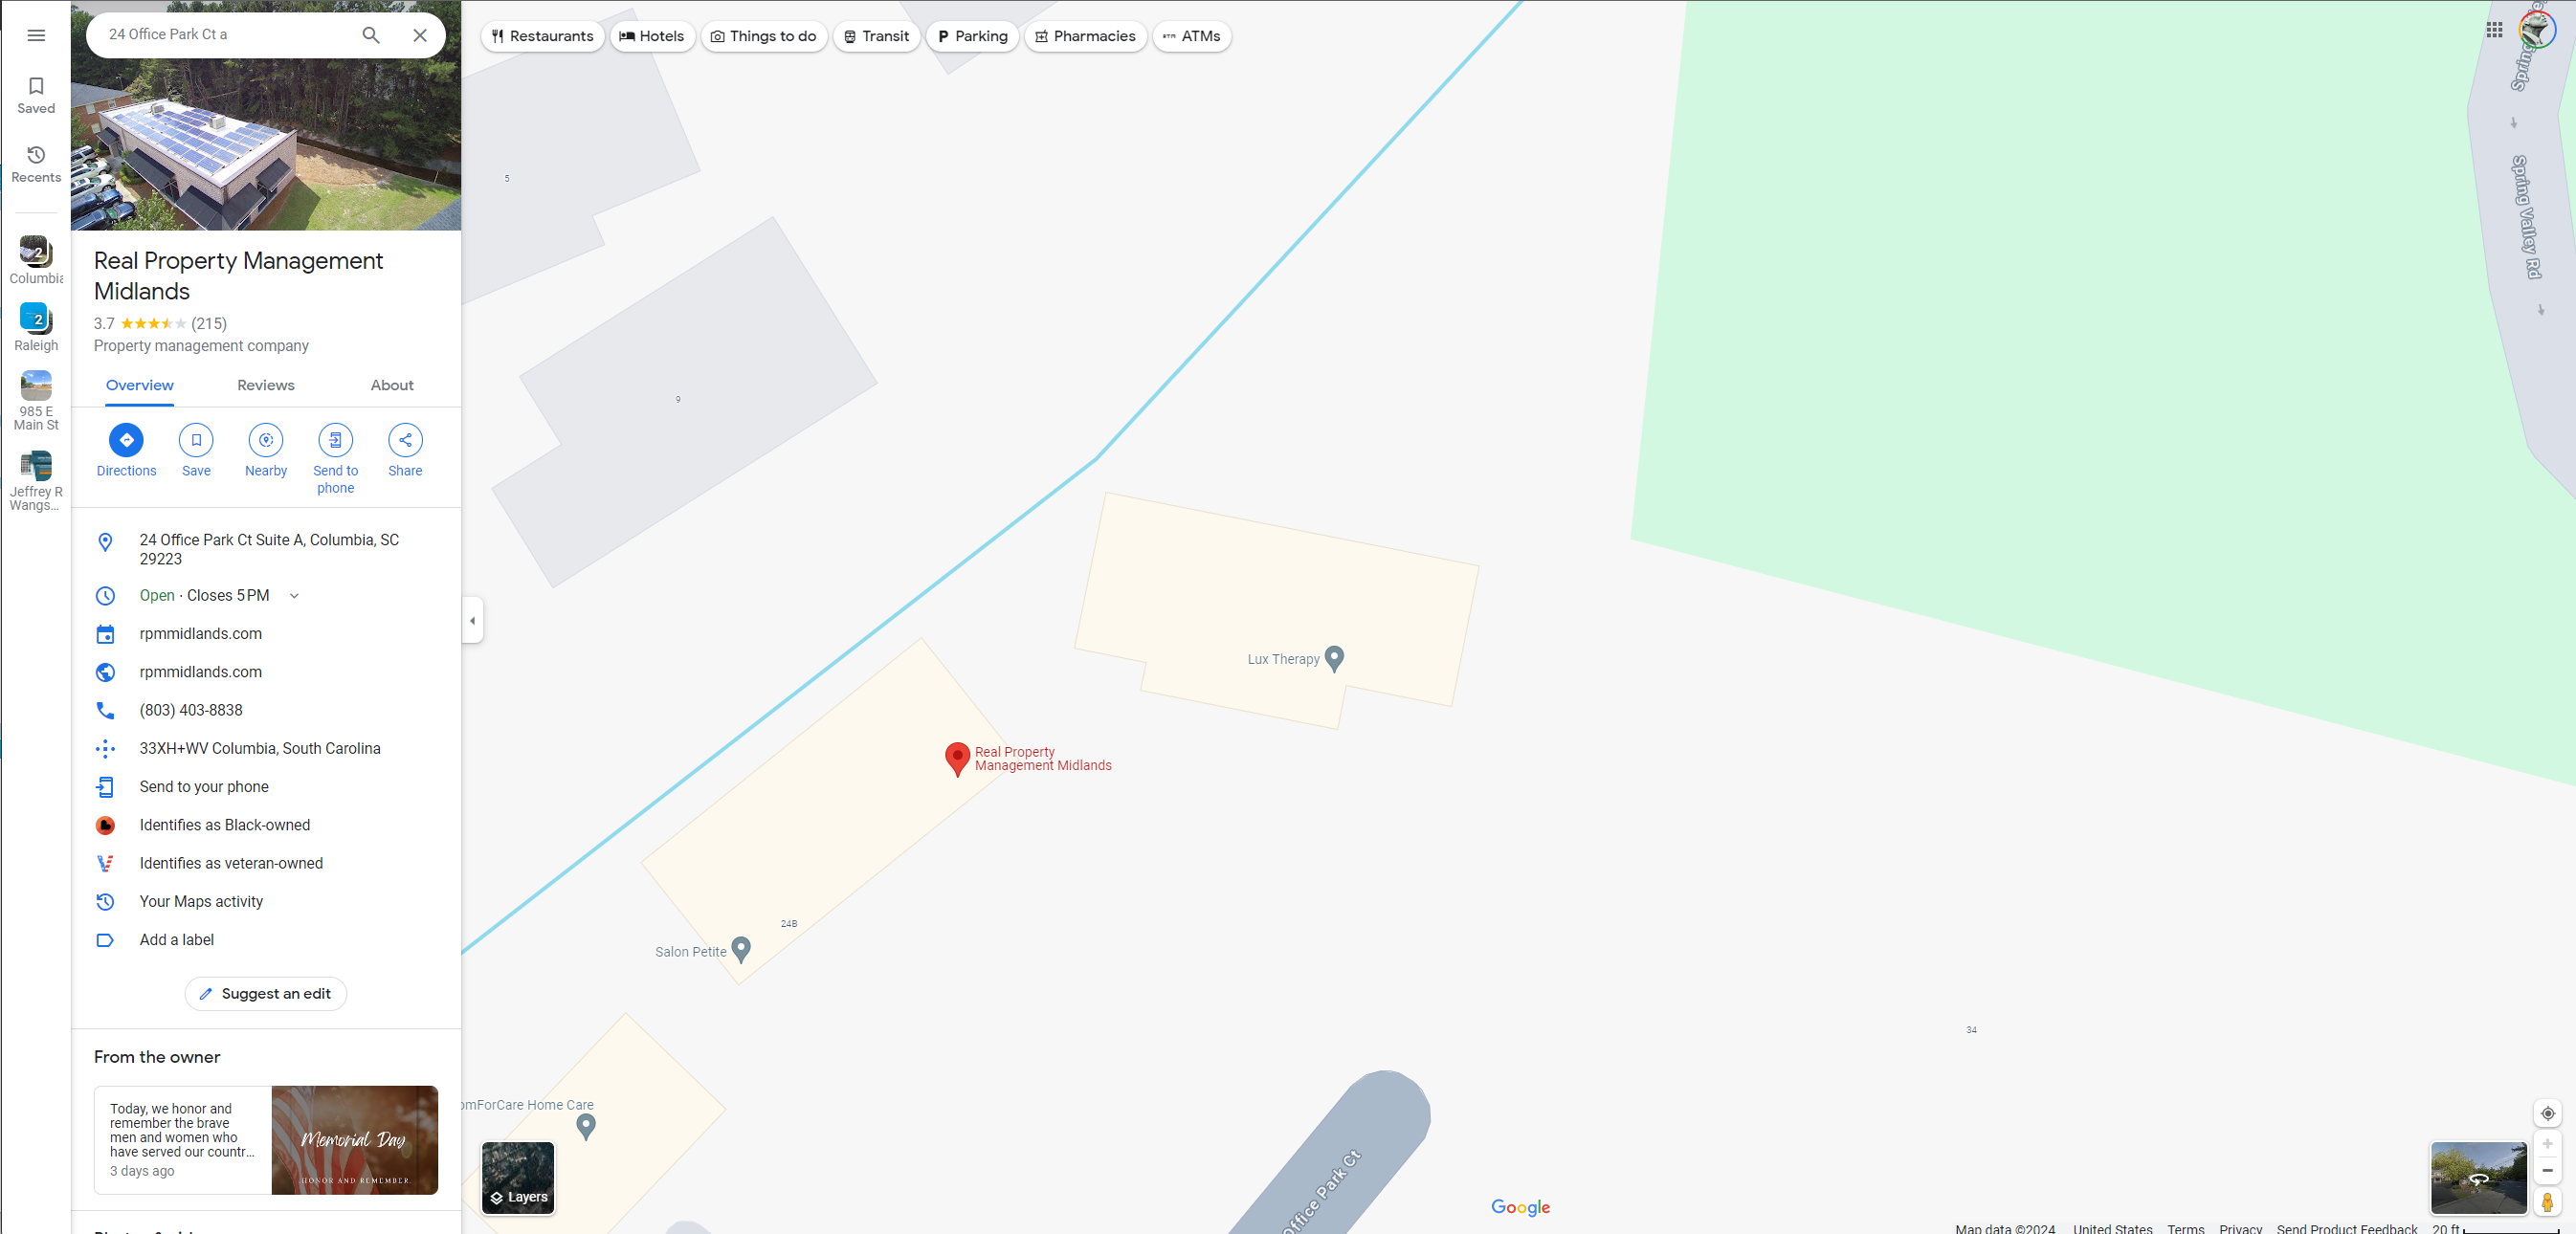 24 Office Park Ct a
Saved
Recents
2
Columbia
2
Raleigh
985 E
Main St
Jeffrey R
Wangs...
Real Property Management
Midlands
3.7 (215)
Property management company
Overview
Reviews
About
Directions
Save
Nearby
Send to
phone
Share
24 Office Park Ct Suite A, Columbia, SC
29223
Open · Closes 5 PM
rpmmidlands.com
rpmmidlands.com
(803) 403-8838
33XH+WV Columbia, South Carolina
Send to your phone
Identifies as Black-owned
Identifies as veteran-owned
Your Maps activity
Add a label
Suggest an edit
From the owner
Today, we honor and
remember the brave
men and women who
have served our countr...
3 days ago
Memorial Day
HONOR AND REMEMBER
Restaurants
Hotels
Things to do
Transit
P Parking
Pharmacies
ATM ATMs
5
9
Lux Therapy
Real Property
Management Midlands
24B
Salon Petite
omForCare Home Care
34
Spring Valley Rd
Office Park Ct
Layers
Google
Map data ©2024
United States
Terms
Privacy
Send Product Feedback
20 ft